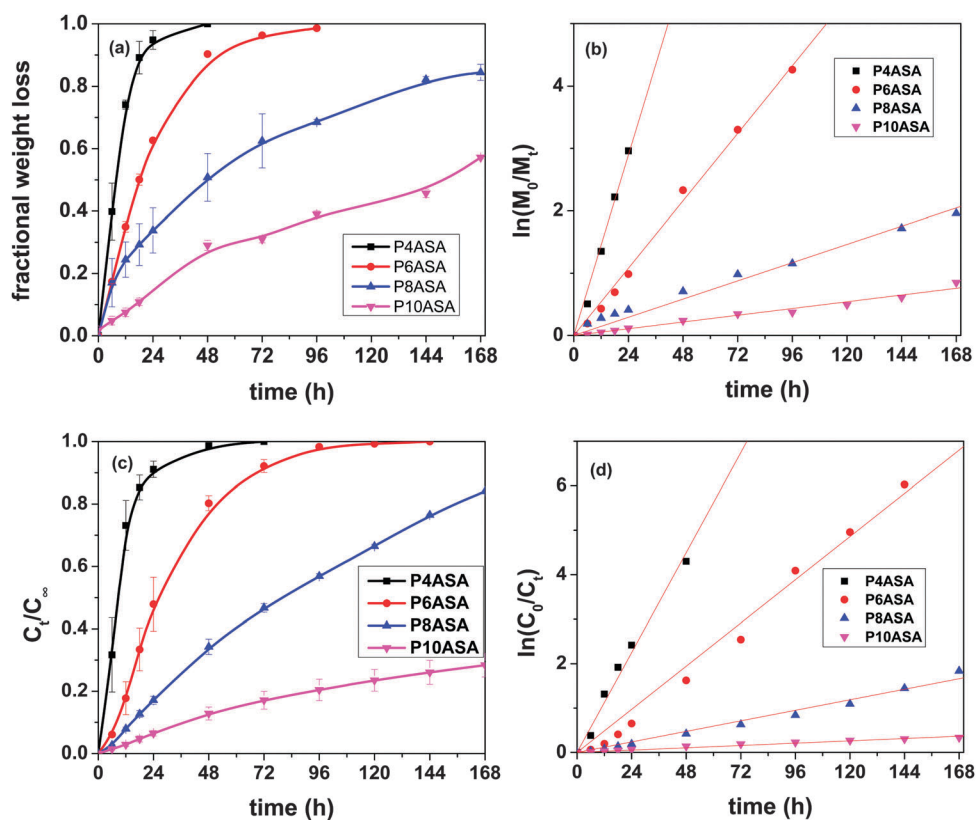 (a)
fractional weight loss
1.0
0.8
0.6
0.4
0.2
0.0
0 24 48 72 96 120 144 168
time (h)
P4ASA
P6ASA
P8ASA
P10ASA
(b)
ln(M₀/Mₜ)
4
2
0
0 24 48 72 96 120 144 168
time (h)
P4ASA
P6ASA
P8ASA
P10ASA
(c)
Cₜ/C∞
1.0
0.8
0.6
0.4
0.2
0.0
0 24 48 72 96 120 144 168
time (h)
P4ASA
P6ASA
P8ASA
P10ASA
(d)
ln(C₀/Cₜ)
6
4
2
0
0 24 48 72 96 120 144 168
time (h)
P4ASA
P6ASA
P8ASA
P10ASA